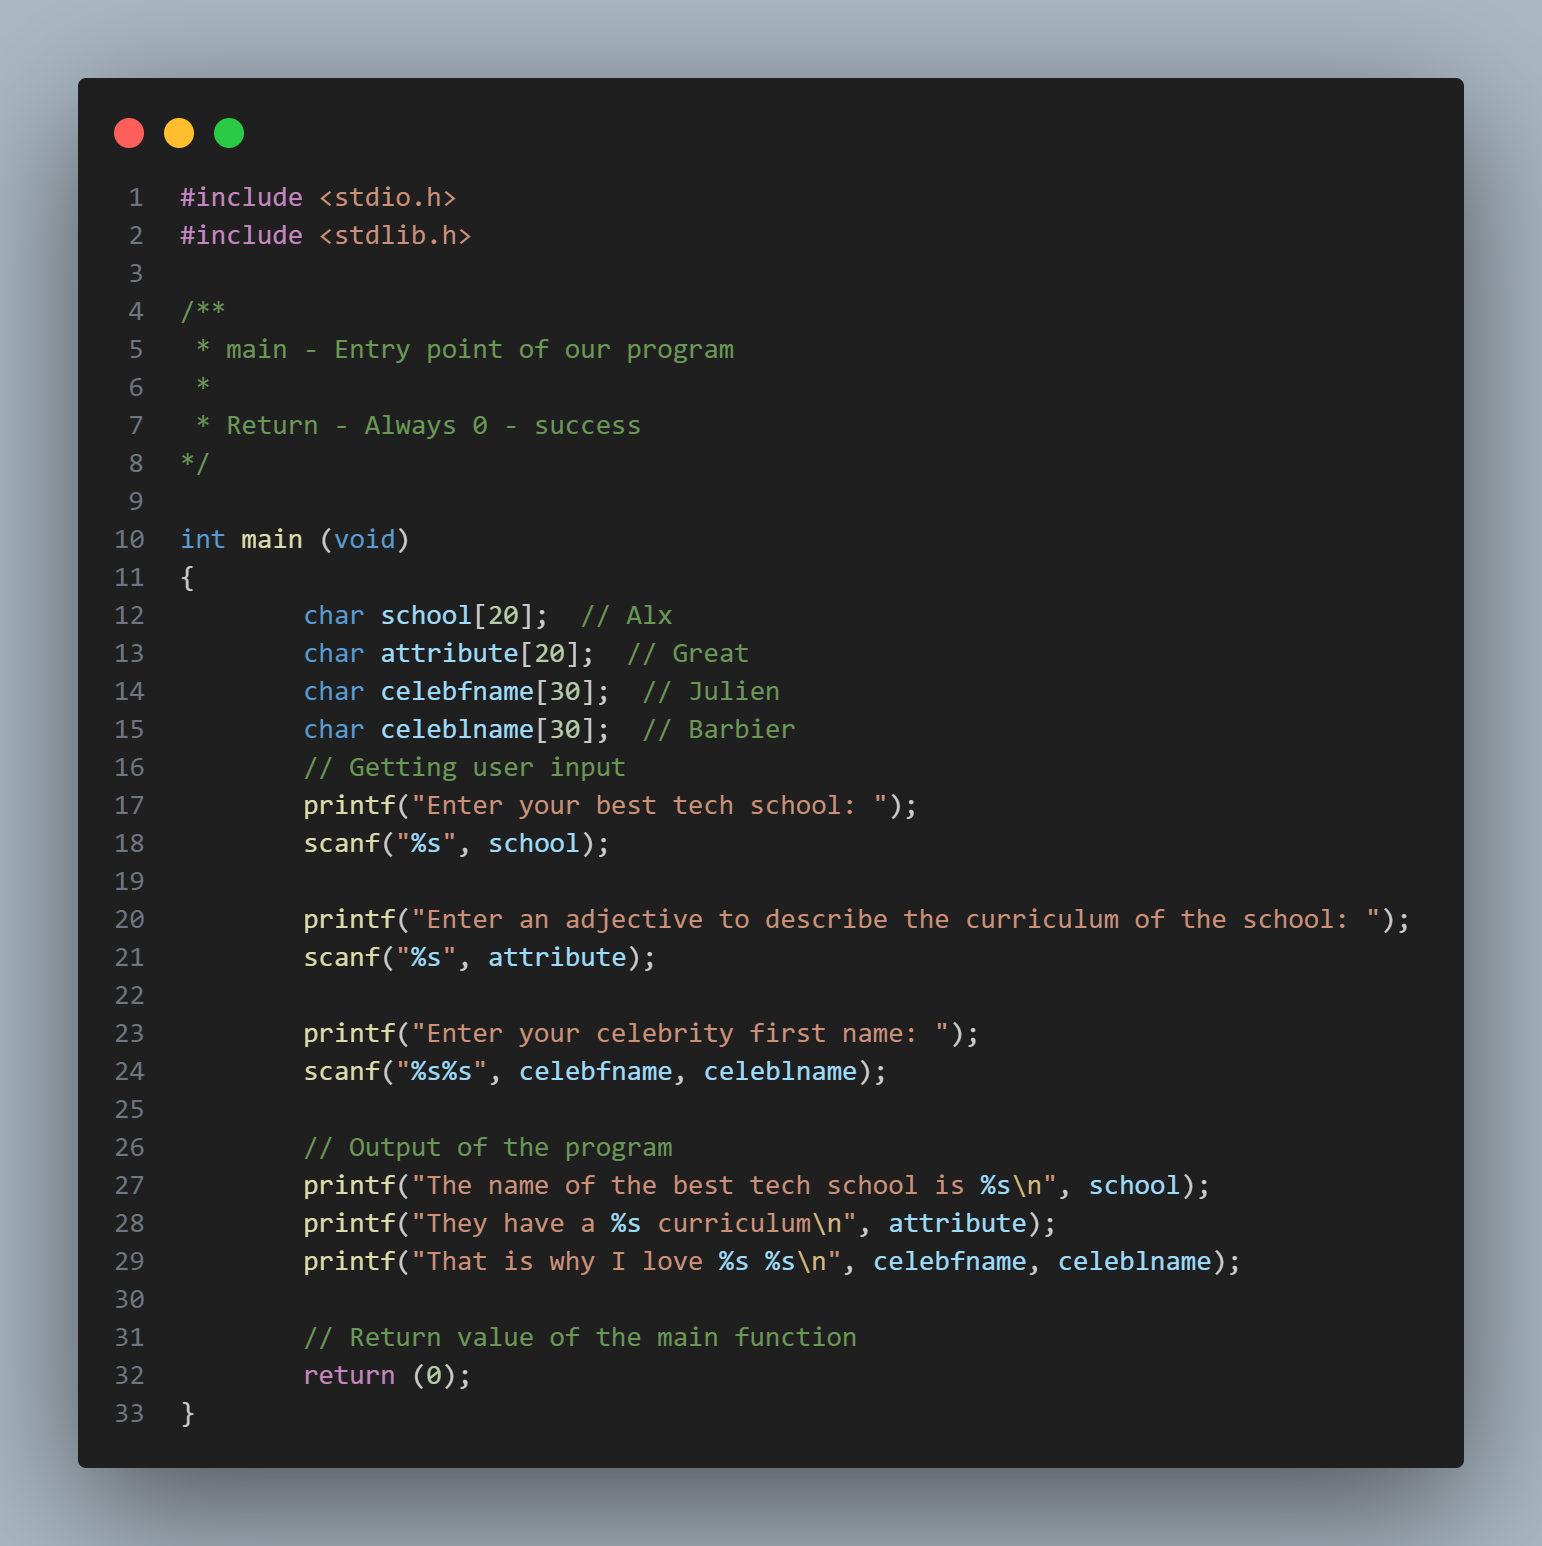 1 #include <stdio.h>
2 #include <stdlib.h>
3
4 /**
5  * main - Entry point of our program
6  *
7  * Return - Always 0 - success
8 */
9
10 int main (void)
11 {
12         char school[20];  // Alx
13         char attribute[20];  // Great
14         char celebfname[30];  // Julien
15         char celeblname[30];  // Barbier
16         // Getting user input
17         printf("Enter your best tech school: ");
18         scanf("%s", school);
19
20         printf("Enter an adjective to describe the curriculum of the school: ");
21         scanf("%s", attribute);
22
23         printf("Enter your celebrity first name: ");
24         scanf("%s%s", celebfname, celeblname);
25
26         // Output of the program
27         printf("The name of the best tech school is %s\n", school);
28         printf("They have a %s curriculum\n", attribute);
29         printf("That is why I love %s %s\n", celebfname, celeblname);
30
31         // Return value of the main function
32         return (0);
33 }